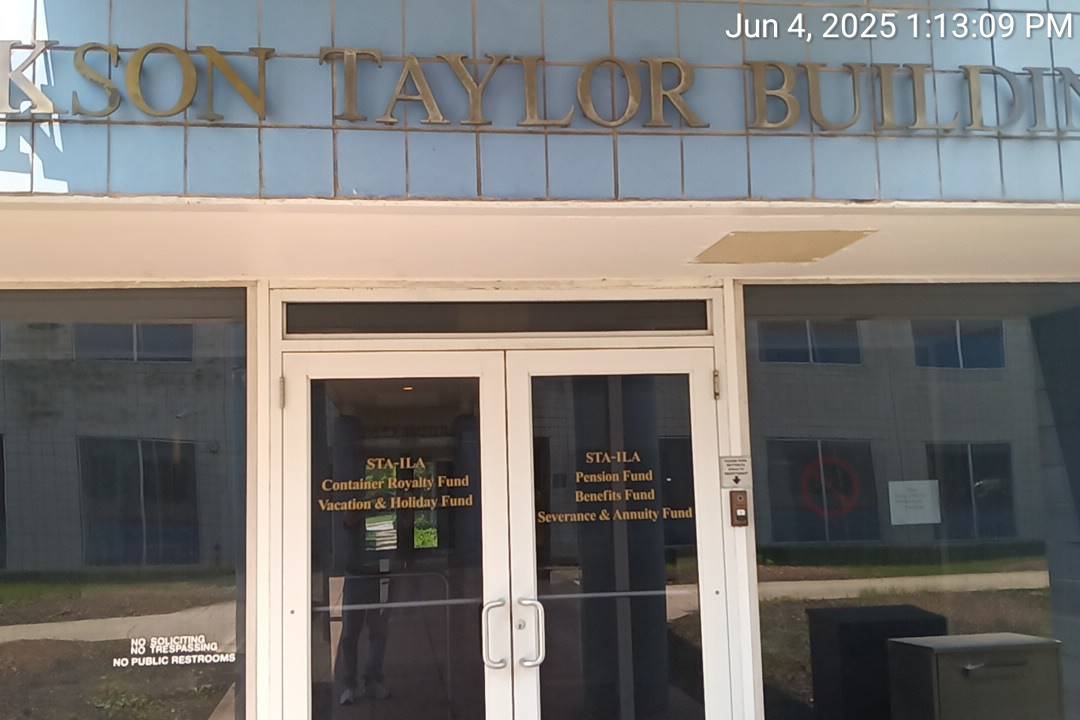 Jun 4, 2025 1:13:09 PM
KSON TAYLOR BUILDIN
STA-ILA
Container Royalty Fund
Vacation & Holiday Fund
STA-ILA
Pension Fund
Benefits Fund
Severance & Annuity Fund
NO SOLICITING
NO TRESPASSING
NO PUBLIC RESTROOMS